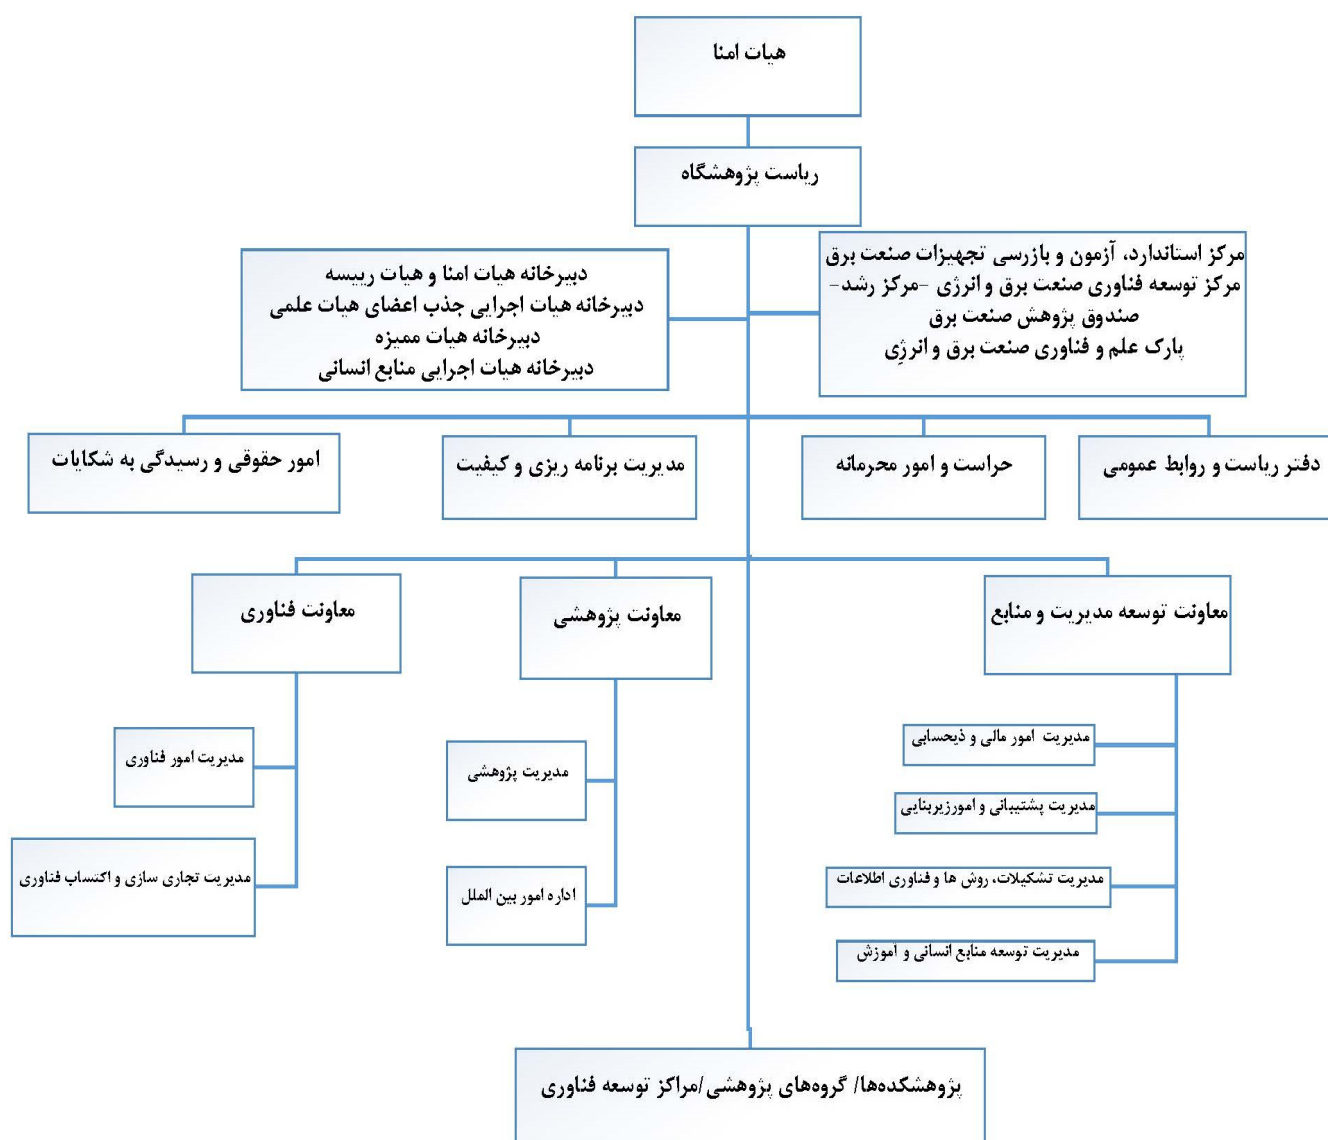 هیات امنا
ریاست پژوهشگاه
مرکز استاندارد، آزمون و بازرسی تجهیزات صنعت برق
مرکز توسعه فناوری صنعت برق و انرژی -مرکز رشد-
صندوق پژوهش صنعت برق
پارک علم و فناوری صنعت برق و انرژِی
دبیرخانه هیات امنا و هیات رییسه
دبیرخانه هیات اجرایی جذب اعضای هیات علمی
دبیرخانه هیات ممیزه
دبیرخانه هیات اجرایی منابع انسانی
دفتر ریاست و روابط عمومی
حراست و امور محرمانه
مدیریت برنامه ریزی و کیفیت
امور حقوقی و رسیدگی به شکایات
معاونت توسعه مدیریت و منابع
معاونت پژوهشی
معاونت فناوری
مدیریت امور مالی و ذیحسابی
مدیریت پشتیبانی و امورزیربنایی
مدیریت تشکیلات، روش ها و فناوری اطلاعات
مدیریت توسعه منابع انسانی و آموزش
مدیریت پژوهشی
اداره امور بین الملل
مدیریت امور فناوری
مدیریت تجاری سازی و اکتساب فناوری
پژوهشکده‌ها/ گروه‌های پژوهشی/مراکز توسعه فناوری